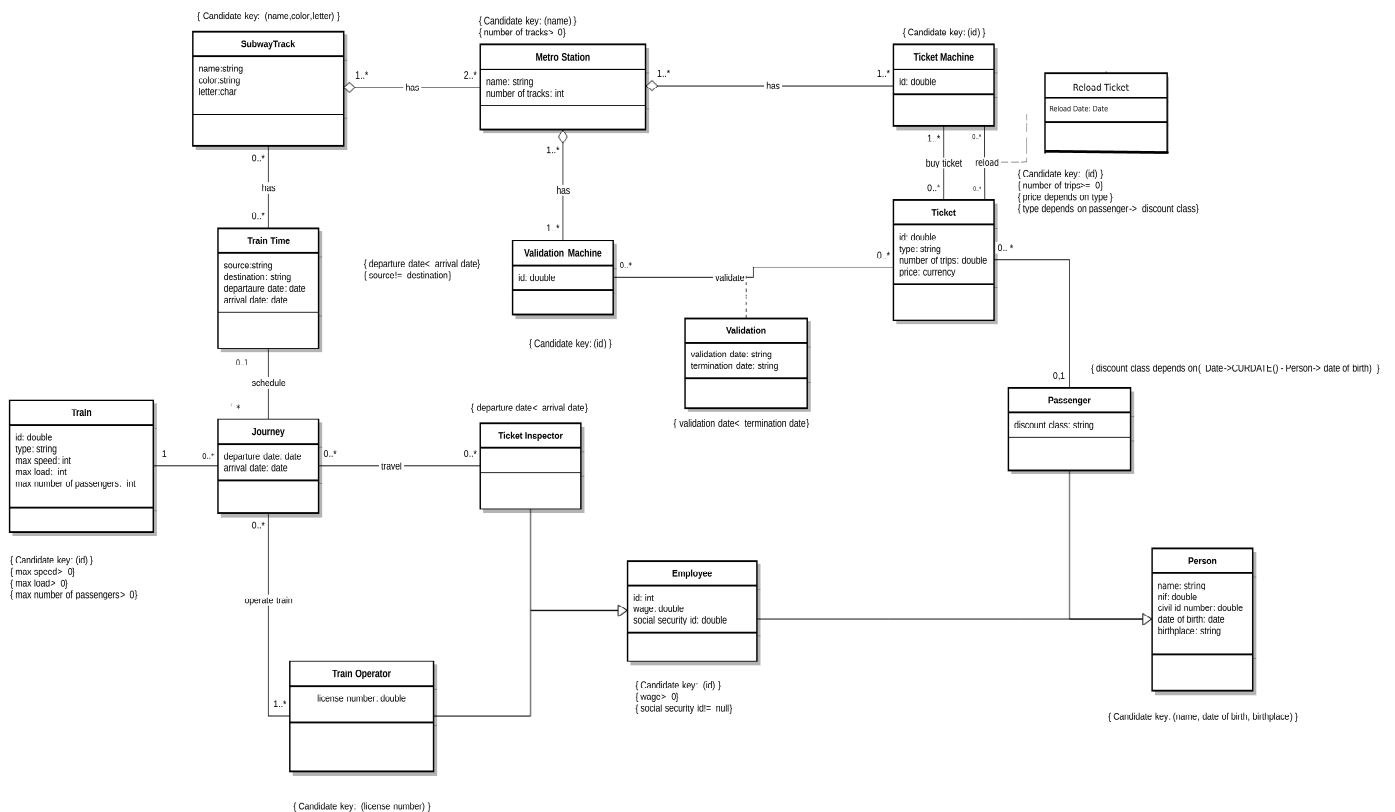 { Candidate key: (name,color,letter) }
SubwayTrack
name:string
color:string
letter:char
1..*
has
2..*
{ Candidate key: (name) }
{ number of tracks> 0}
Metro Station
name: string
number of tracks: int
1..*
has
1..*
{ Candidate key: (id) }
Ticket Machine
id: double
Reload Ticket
Reload Date: Date
1..*
0..*
buy ticket
reload
0..*
0..*
{ Candidate key: (id) }
{ number of trips>= 0}
{ price depends on type }
{ type depends on passenger-> discount class}
0..*
has
0..*
1..*
has
1..*
Train Time
source:string
destination: string
departaure date: date
arrival date: date
{ departure date< arrival date}
{ source!= destination}
Validation Machine
id: double
0..*
validate
0..*
{ Candidate key: (id) }
Ticket
id: double
type: string
number of trips: double
price: currency
0..*
Validation
validation date: string
termination date: string
{ validation date< termination date}
0,1
{ discount class depends on( Date->CURDATE() - Person-> date of birth) }
Passenger
discount class: string
0..1
schedule
*
Train
id: double
type: string
max speed: int
max load: int
max number of passengers: int
1
0..*
{ Candidate key: (id) }
{ max speed> 0}
{ max load> 0}
{ max number of passengers> 0}
Journey
departure date: date
arrival date: date
0..*
travel
0..*
{ departure date< arrival date}
Ticket Inspector
0..*
operate train
1..*
Train Operator
license number: double
{ Candidate key: (license number) }
Employee
id: int
wage: double
social security id: double
{ Candidate key: (id) }
{ wage> 0}
{ social security id!= null}
Person
name: string
nif: double
civil id number: double
date of birth: date
birthplace: string
{ Candidate key: (name, date of birth, birthplace) }